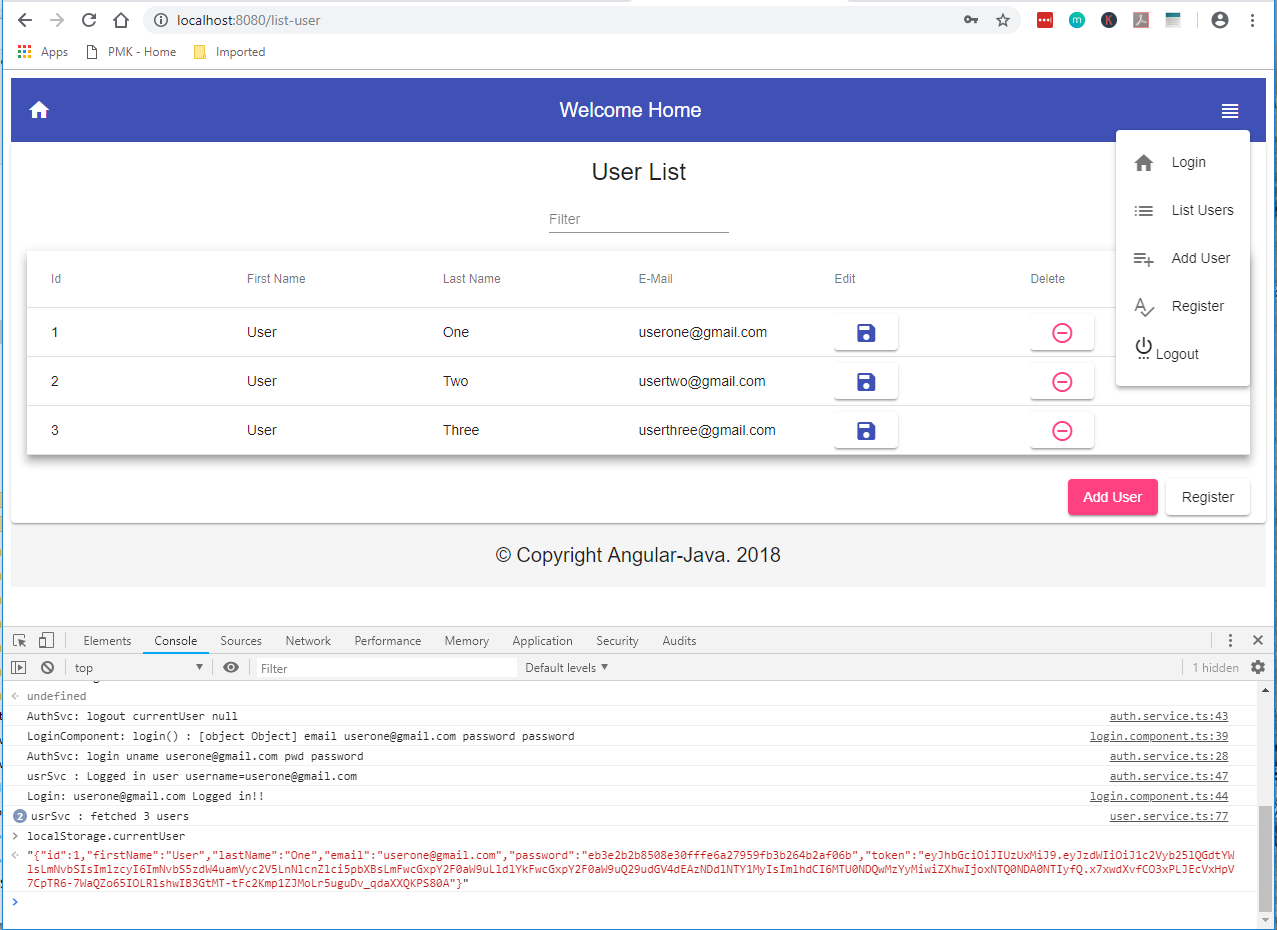 localhost:8080/list-user
Apps PMK - Home Imported
Welcome Home
Login
User List
List Users
Filter
Add User
Id First Name Last Name E-Mail Edit Delete
Register
1 User One userone@gmail.com
Logout
2 User Two usertwo@gmail.com
3 User Three userthree@gmail.com
Add User Register
© Copyright Angular-Java. 2018
Elements Console Sources Network Performance Memory Application Security Audits
top Filter Default levels 1 hidden
undefined
AuthSvc: logout currentUser null auth.service.ts:43
LoginComponent: login() : [object Object] email userone@gmail.com password password login.component.ts:39
AuthSvc: login uname userone@gmail.com pwd password auth.service.ts:28
usrSvc : Logged in user username=userone@gmail.com auth.service.ts:47
Login: userone@gmail.com Logged in!! login.component.ts:44
2 usrSvc : fetched 3 users user.service.ts:77
localStorage.currentUser
"{"id":1,"firstName":"User","lastName":"One","email":"userone@gmail.com","password":"eb3e2b2b8508e30fffe6a27959fb3b264b2af06b","token":"eyJhbGciOiJIUzUxMiJ9.eyJzdWIiOiJ1c2Vyb25lQGdtYW